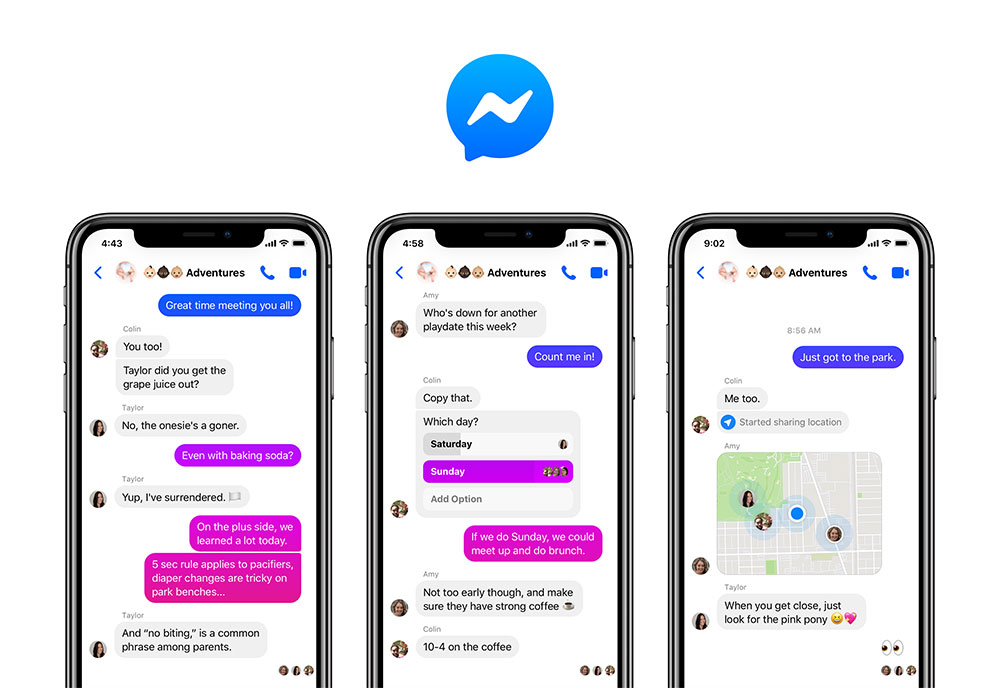 4:43
Adventures
Great time meeting you all!
Colin
You too!
Taylor did you get the
grape juice out?
Taylor
No, the onesie's a goner.
Even with baking soda?
Taylor
Yup, I've surrendered. 🏳️
On the plus side, we
learned a lot today.
5 sec rule applies to pacifiers,
diaper changes are tricky on
park benches...
Taylor
And “no biting,” is a common
phrase among parents.
4:58
Adventures
Amy
Who's down for another
playdate this week?
Count me in!
Colin
Copy that.
Which day?
Saturday
Sunday
Add Option
If we do Sunday, we could
meet up and do brunch.
Amy
Not too early though, and make
sure they have strong coffee ☕
Colin
10-4 on the coffee
9:02
Adventures
8:56 AM
Just got to the park.
Colin
Me too.
Started sharing location
Amy
Taylor
When you get close, just
look for the pink pony 😆💖
👀